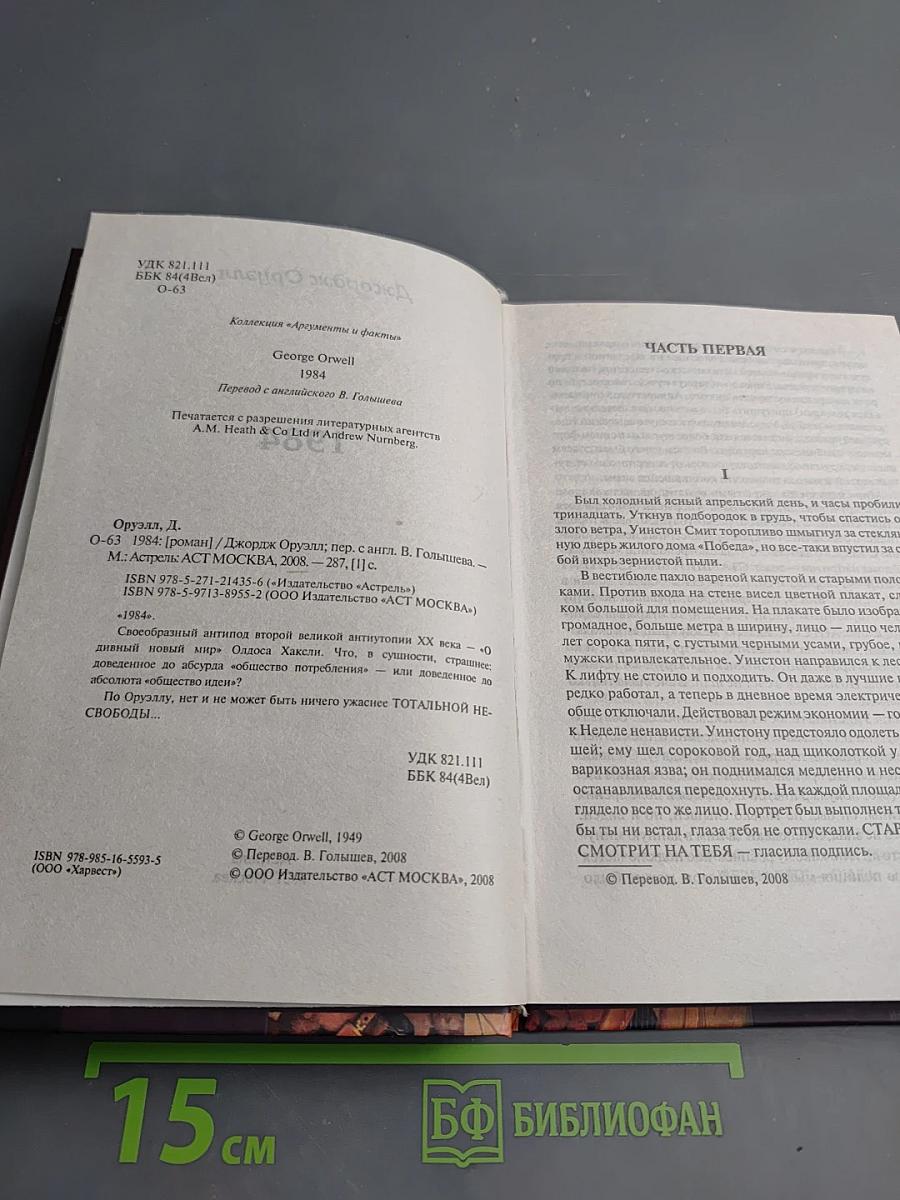 УДК 821.111
ББК 84(4Вел)
О-63
Коллекция «Аргументы и факты»
George Orwell
1984
Перевод с английского В. Голышева
Печатается с разрешения литературных агентств
A.M. Heath & Co Ltd и Andrew Nurnberg.
Оруэлл, Д.
О-63 1984: [роман] / Джордж Оруэлл; пер. с англ. В. Голышева. —
М.: Астрель: АСТ МОСКВА, 2008. — 287, [1] с.
ISBN 978-5-271-21435-6 («Издательство «Астрель»)
ISBN 978-5-9713-8955-2 (ООО Издательство «АСТ МОСКВА»)
«1984».
Своеобразный антипод второй великой антиутопии XX века — «О
дивный новый мир» Олдоса Хаксли. Что, в сущности, страшнее:
доведенное до абсурда «общество потребления» — или доведенное до
абсолюта «общество идеи»?
По Оруэллу, нет и не может быть ничего ужаснее ТОТАЛЬНОЙ НЕ-
СВОБОДЫ...
УДК 821.111
ББК 84(4Вел)
© George Orwell, 1949
© Перевод. В. Голышев, 2008
© ООО Издательство «АСТ МОСКВА», 2008
ISBN 978-985-16-5593-5
(ООО «Харвест»)
ЧАСТЬ ПЕРВАЯ
I
Был холодный ясный апрельский день, и часы пробили
тринадцать. Уткнув подбородок в грудь, чтобы спастись о
злого ветра, Уинстон Смит торопливо шмыгнул за стеклян
ную дверь жилого дома «Победа», но все-таки впустил за с
бой вихрь зернистой пыли.
В вестибюле пахло вареной капустой и старыми поло
ками. Против входа на стене висел цветной плакат, сл
ком большой для помещения. На плакате было изобра
громадное, больше метра в ширину, лицо — лицо чел
лет сорока пяти, с густыми черными усами, грубое,
мужски привлекательное. Уинстон направился к лес
К лифту не стоило и подходить. Он даже в лучшие
редко работал, а теперь в дневное время электриче
обще отключали. Действовал режим экономии — го
к Неделе ненависти. Уинстону предстояло одолеть
шей; ему шел сороковой год, над щиколоткой у
варикозная язва; он поднимался медленно и нес
останавливался передохнуть. На каждой площад
глядело все то же лицо. Портрет был выполнен т
бы ты ни встал, глаза тебя не отпускали. СТАР
СМОТРИТ НА ТЕБЯ — гласила подпись.
© Перевод. В. Голышев, 2008
15 см
БФ БИБЛИОФАН